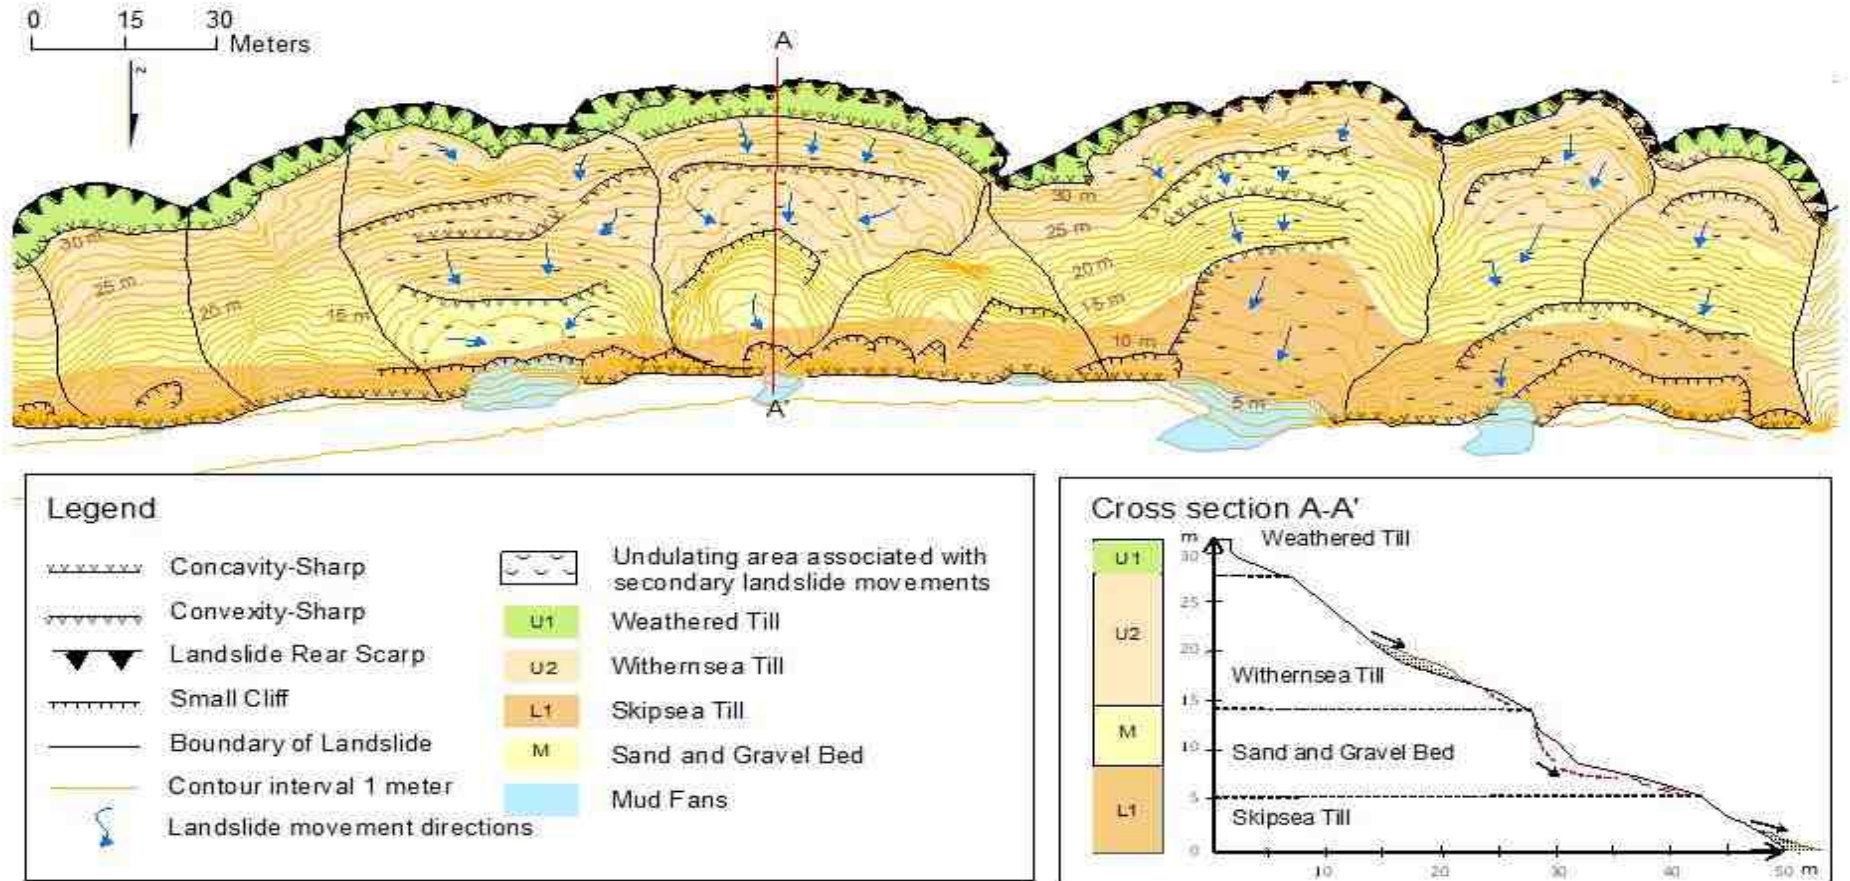 0 15 30
Meters
N
A
30 m
25 m
20 m
15 m
30 m
25 m
20 m
15 m
10 m
5 m
A'
Legend
Concavity-Sharp
Convexity-Sharp
Landslide Rear Scarp
Small Cliff
Boundary of Landslide
Contour interval 1 meter
Landslide movement directions
Undulating area associated with
secondary landslide movements
U1 Weathered Till
U2 Withernsea Till
L1 Skipsea Till
M Sand and Gravel Bed
Mud Fans
Cross section A-A'
U1
U2
M
L1
m
30
25
20
15
10
5
0
Weathered Till
Withernsea Till
Sand and Gravel Bed
Skipsea Till
10 20 30 40 50 m